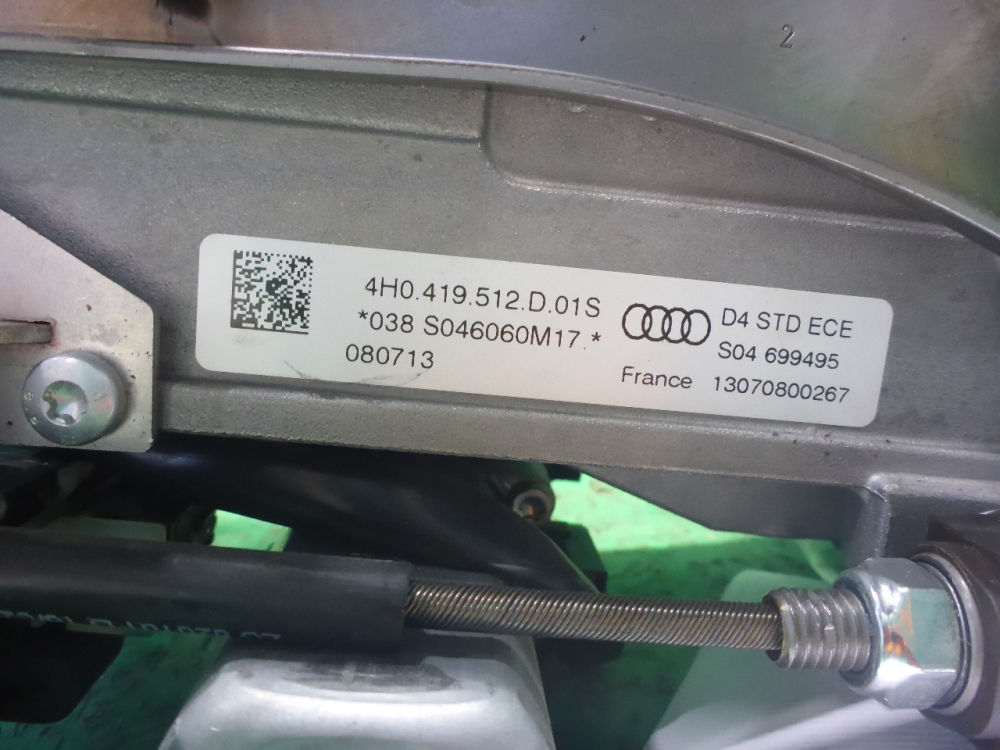 2
4H0.419.512.D.01S
*038 S046060M17.*
080713
D4 STD ECE
S04 699495
France 13070800267